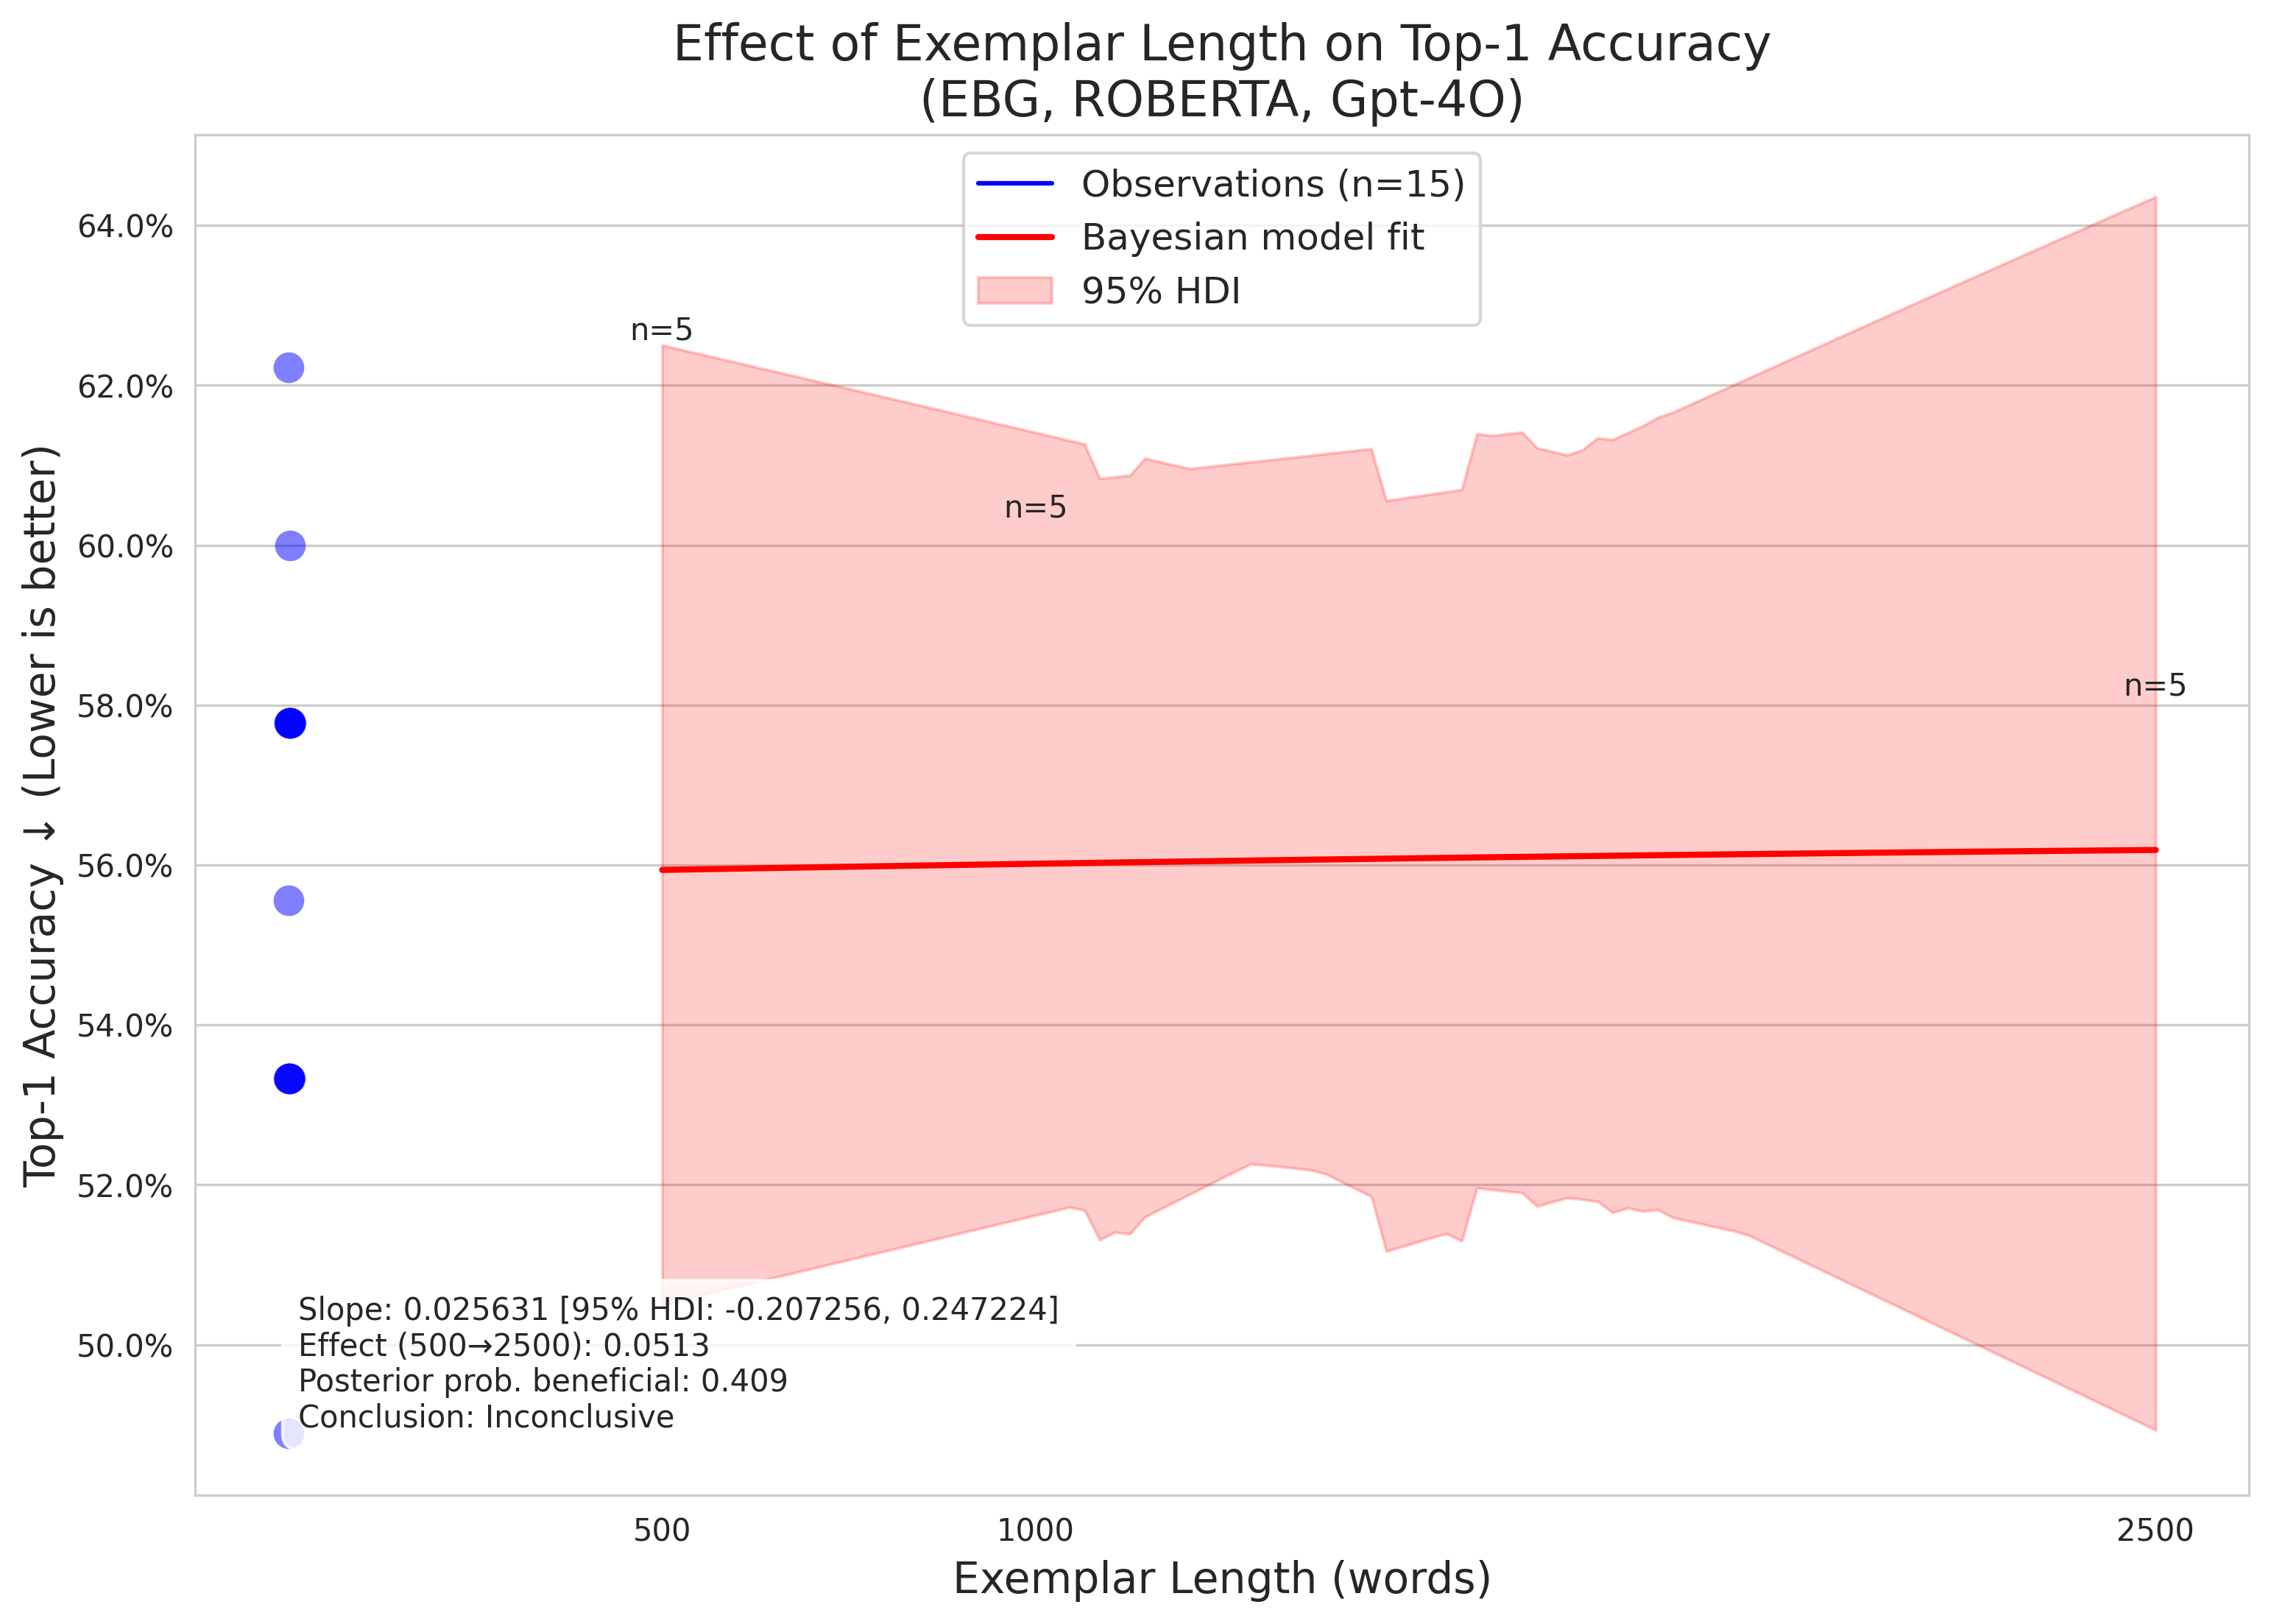 Effect of Exemplar Length on Top-1 Accuracy
(EBG, ROBERTA, Gpt-4O)
Observations (n=15)
Bayesian model fit
95% HDI
64.0%
62.0%
60.0%
58.0%
56.0%
54.0%
52.0%
50.0%
Top-1 Accuracy ↓ (Lower is better)
n=5
n=5
n=5
Slope: 0.025631 [95% HDI: -0.207256, 0.247224]
Effect (500→2500): 0.0513
Posterior prob. beneficial: 0.409
Conclusion: Inconclusive
500
1000
2500
Exemplar Length (words)